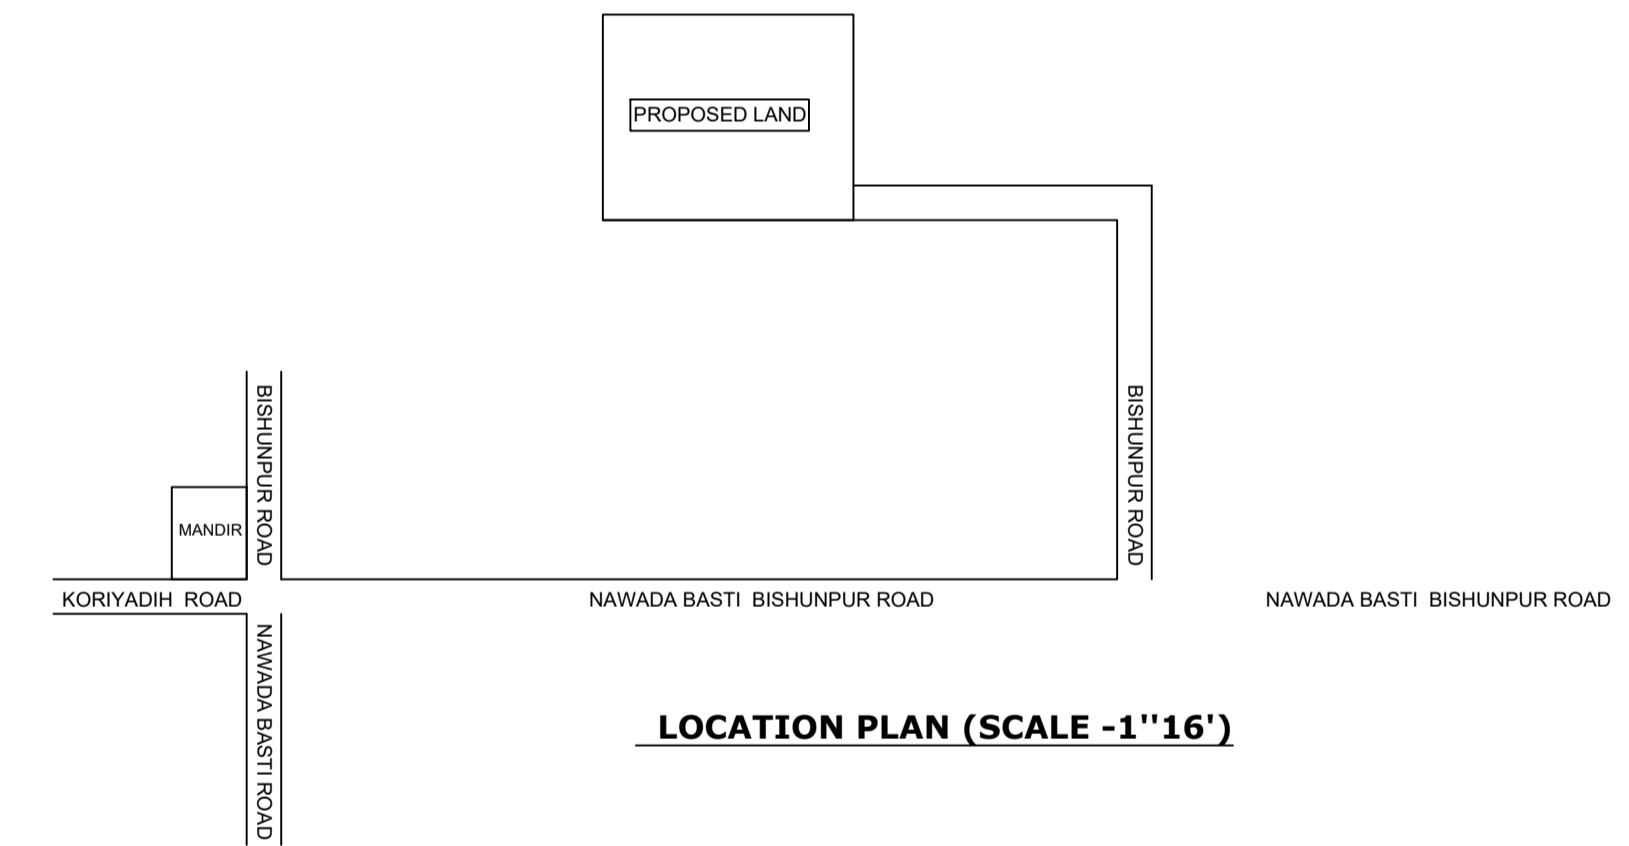 PROPOSED LAND
BISHUNPUR ROAD
BISHUNPUR ROAD
MANDIR
KORIYADIH ROAD
NAWADA BASTI BISHUNPUR ROAD
NAWADA BASTI BISHUNPUR ROAD
NAWADA BASTI ROAD
LOCATION PLAN (SCALE -1''16')